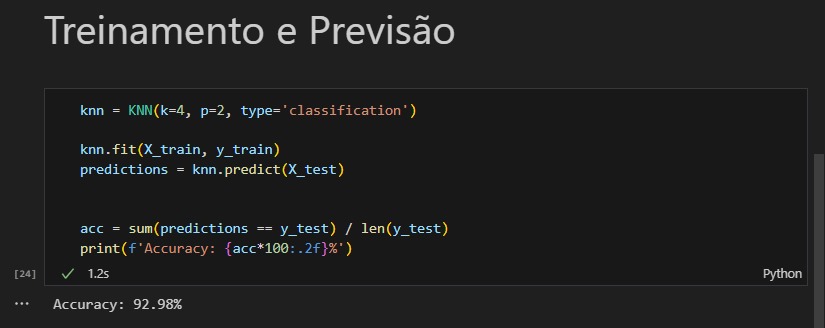 Treinamento e Previsão
knn = KNN(k=4, p=2, type='classification')
knn.fit(X_train, y_train)
predictions = knn.predict(X_test)
acc = sum(predictions == y_test) / len(y_test)
print(f'Accuracy: {acc*100:.2f}%')
[24]
1.2s
Python
Accuracy: 92.98%